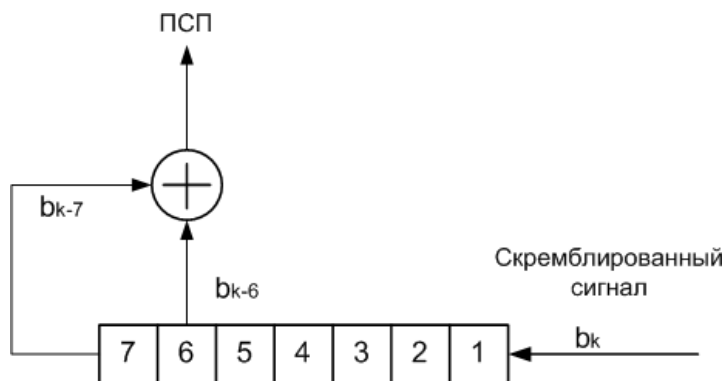 ПСП
bk-7
bk-6
Скремблированный
сигнал
bk
7 6 5 4 3 2 1